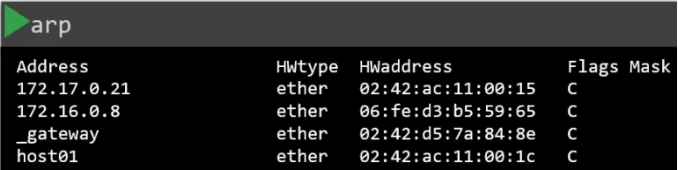 arp
Address HWtype HWaddress Flags Mask
172.17.0.21 ether 02:42:ac:11:00:15 C
172.16.0.8 ether 06:fe:d3:b5:59:65 C
_gateway ether 02:42:d5:7a:84:8e C
host01 ether 02:42:ac:11:00:1c C